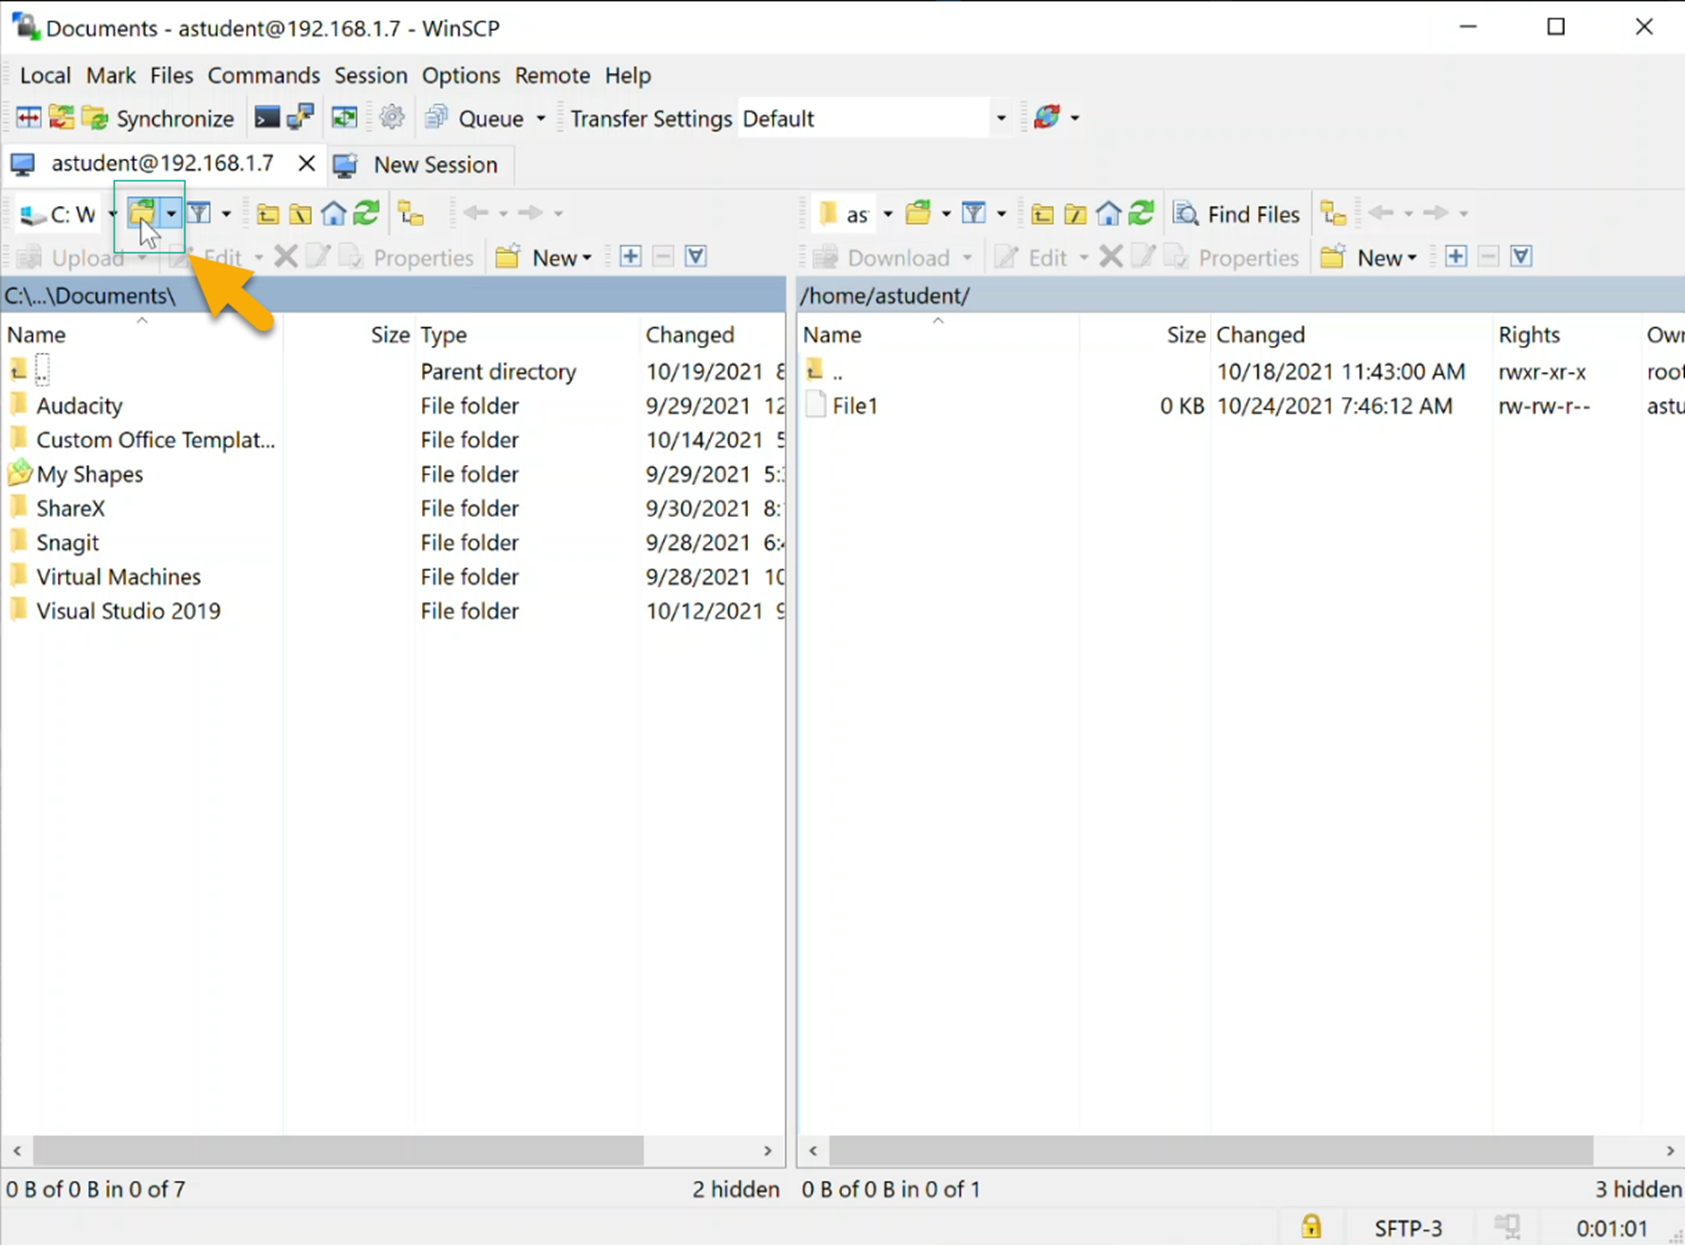 Documents - astudent@192.168.1.7 - WinSCP
Local Mark Files Commands Session Options Remote Help
Synchronize Queue Transfer Settings Default
astudent@192.168.1.7 New Session
C: W as Find Files
Upload Edit Properties New Download Edit Properties New
C:\...\Documents\ /home/astudent/
Name Size Type Changed Name Size Changed Rights Own
.. Parent directory 10/19/2021 8 .. 10/18/2021 11:43:00 AM rwxr-xr-x root
Audacity File folder 9/29/2021 12 File1 0 KB 10/24/2021 7:46:12 AM rw-rw-r-- astu
Custom Office Templat... File folder 10/14/2021 5
My Shapes File folder 9/29/2021 5:
ShareX File folder 9/30/2021 8:
Snagit File folder 9/28/2021 6:
Virtual Machines File folder 9/28/2021 10
Visual Studio 2019 File folder 10/12/2021 9
0 B of 0 B in 0 of 7 2 hidden 0 B of 0 B in 0 of 1 3 hidden
SFTP-3 0:01:01